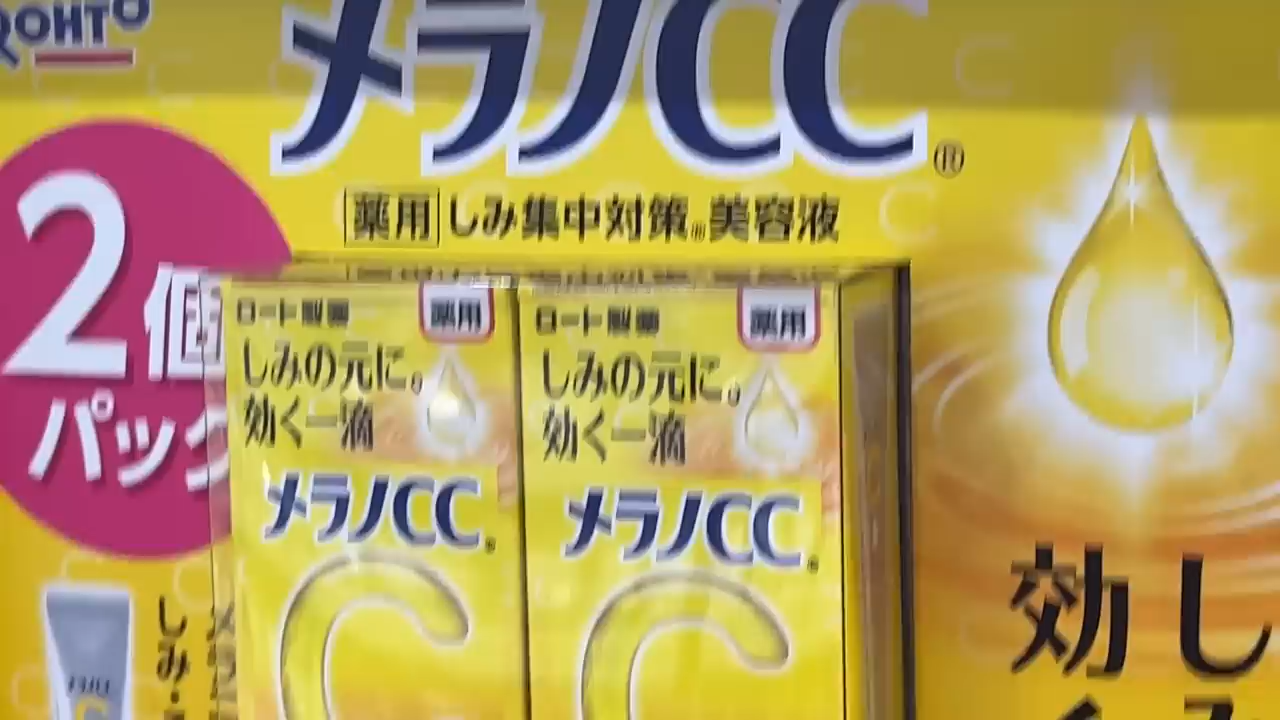 ROHTO
メラノCC®
薬用 しみ集中対策®美容液
2個
パック
ロート製薬
薬用
しみの元に。
効く一滴
メラノCC®
C
ロート製薬
薬用
しみの元に。
効く一滴
メラノCC®
C
し
効
しみ・